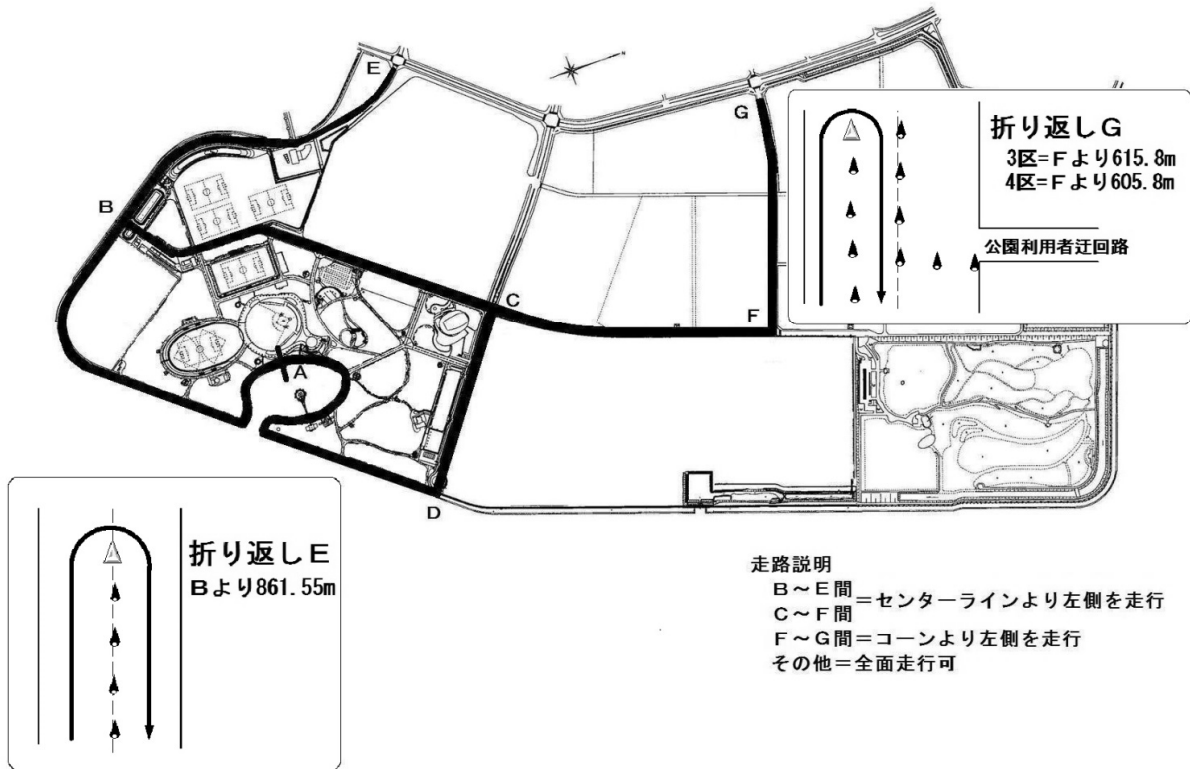 E
G
折り返しG
3区=Fより615.8m
4区=Fより605.8m
公園利用者迂回路
B
C
F
A
D
折り返しE
Bより861.55m
走路説明
B～E間
C～F間
=センターラインより左側を走行
F～G間=コーンより左側を走行
その他=全面走行可